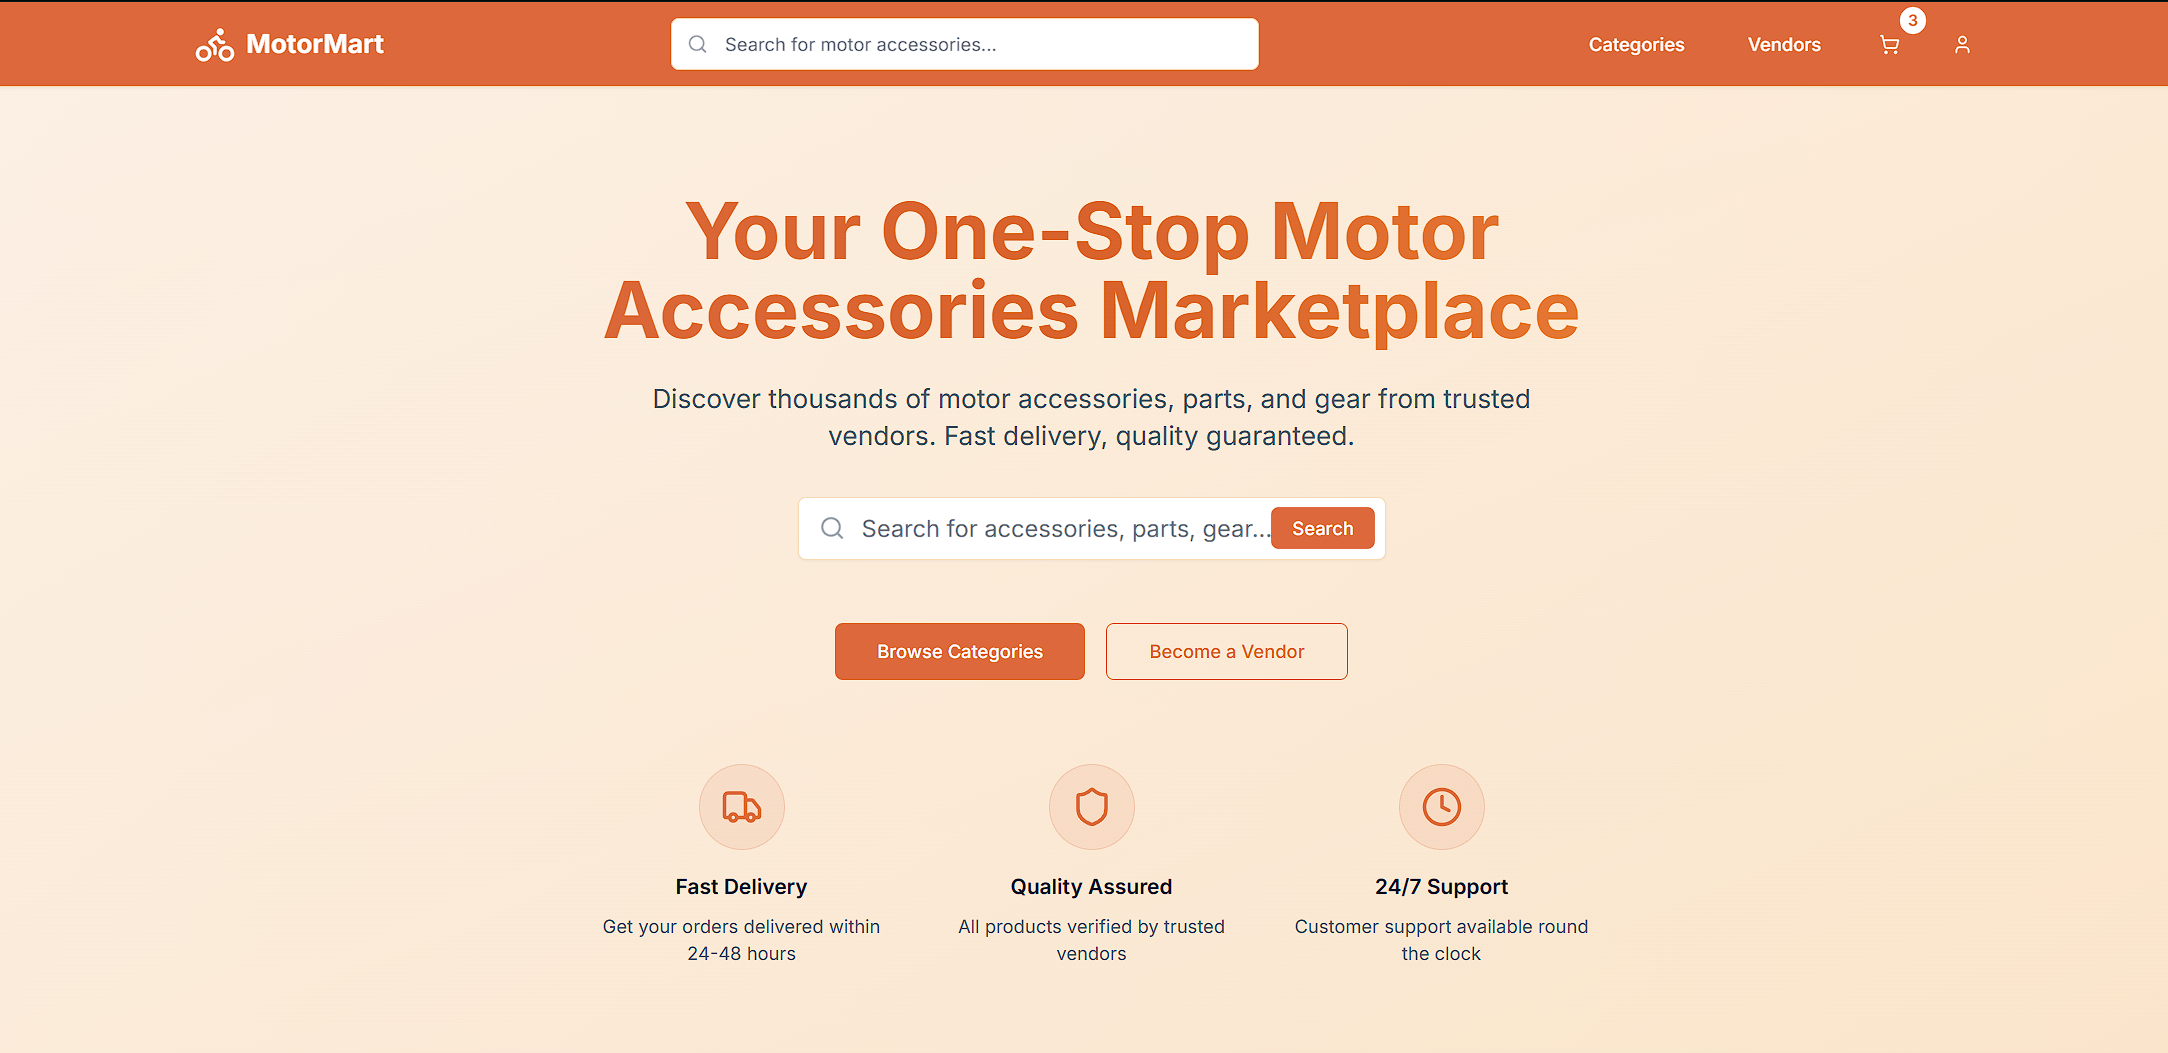 MotorMart
Search for motor accessories...
Categories
Vendors
3
Your One-Stop Motor
Accessories Marketplace
Discover thousands of motor accessories, parts, and gear from trusted
vendors. Fast delivery, quality guaranteed.
Search for accessories, parts, gear...
Search
Browse Categories
Become a Vendor
Fast Delivery
Get your orders delivered within
24-48 hours
Quality Assured
All products verified by trusted
vendors
24/7 Support
Customer support available round
the clock